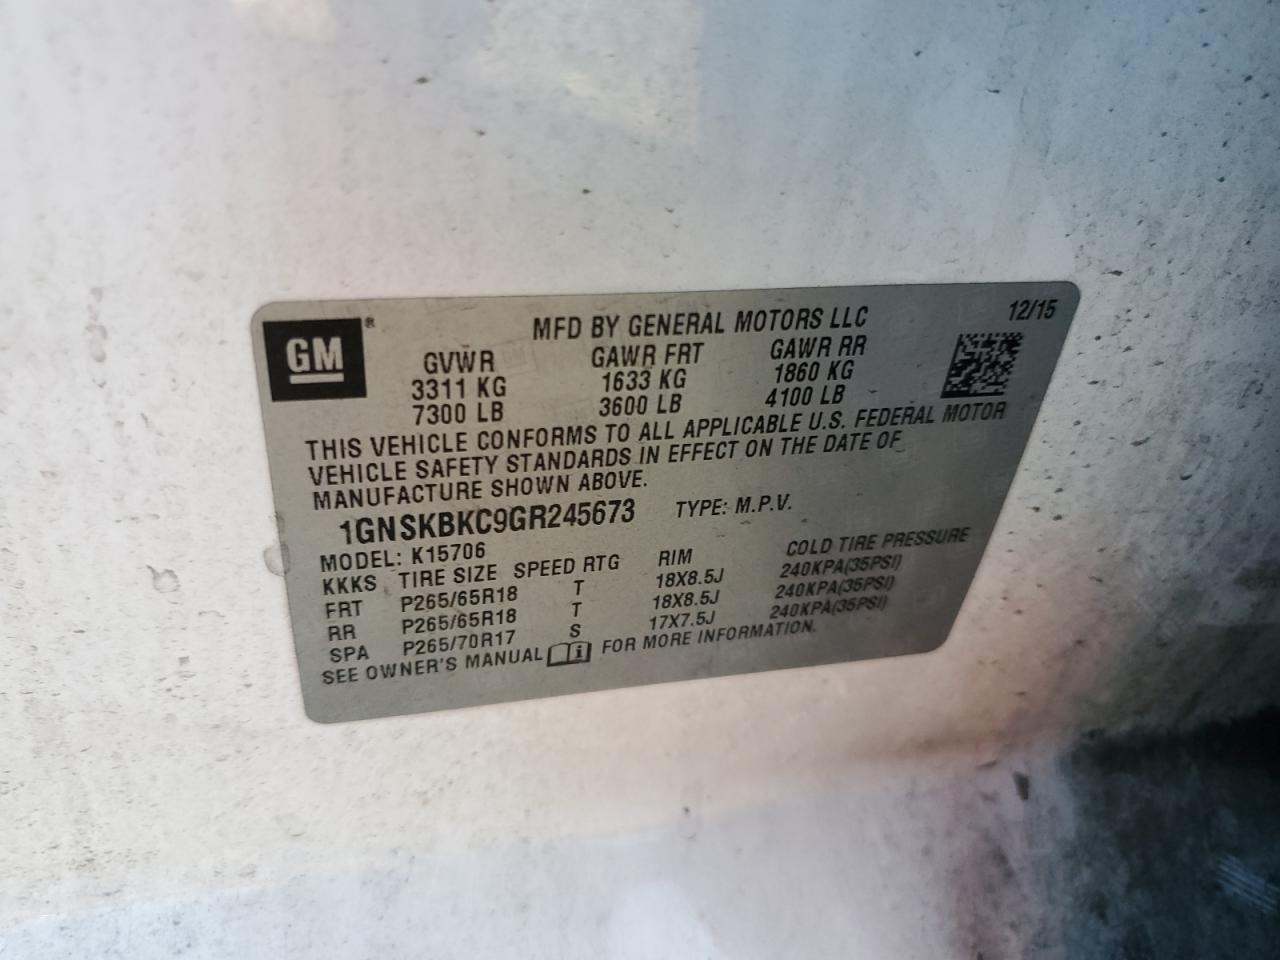 GM®
MFD BY GENERAL MOTORS LLC
12/15
GVWR GAWR FRT GAWR RR
3311 KG 1633 KG 1860 KG
7300 LB 3600 LB 4100 LB
THIS VEHICLE CONFORMS TO ALL APPLICABLE U.S. FEDERAL MOTOR
VEHICLE SAFETY STANDARDS IN EFFECT ON THE DATE OF
MANUFACTURE SHOWN ABOVE.
1GNSKBKC9GR245673 TYPE: M.P.V.
MODEL: K15706
KKKS TIRE SIZE SPEED RTG RIM COLD TIRE PRESSURE
FRT P265/65R18 T 18X8.5J 240KPA(35PSI)
RR P265/65R18 T 18X8.5J 240KPA(35PSI)
SPA P265/70R17 S 17X7.5J 240KPA(35PSI)
SEE OWNER'S MANUAL i FOR MORE INFORMATION.